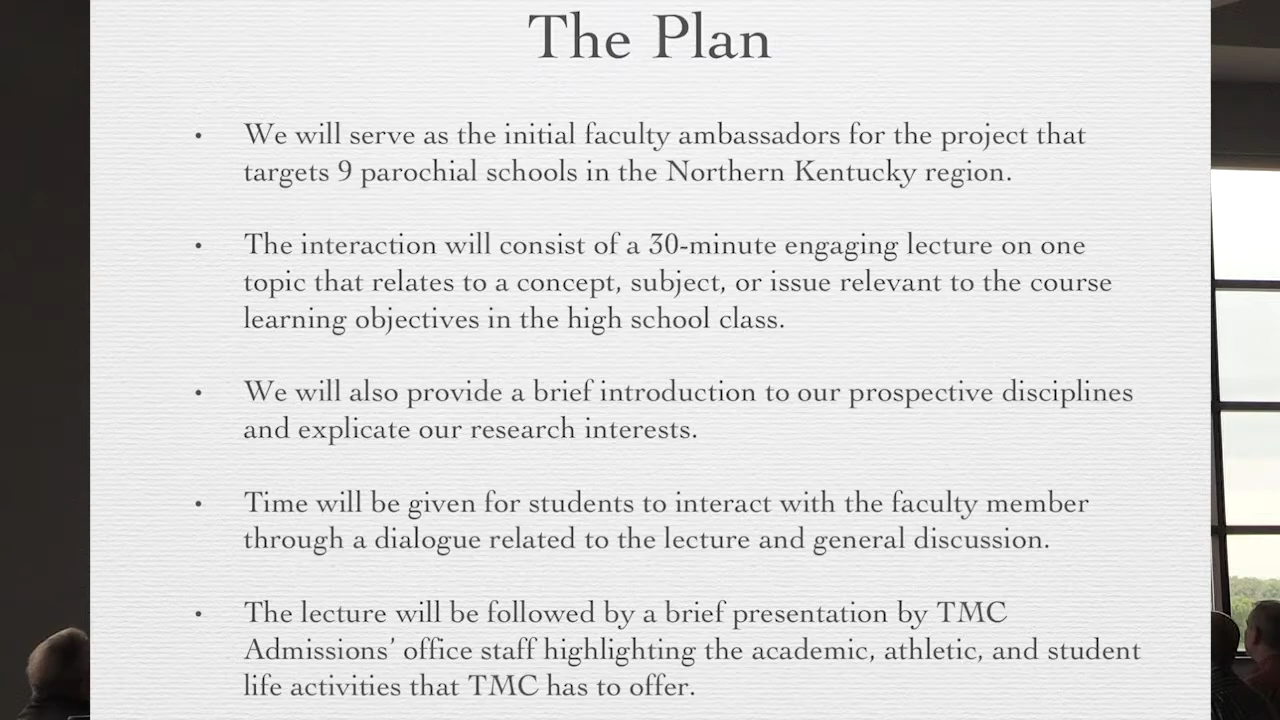 The Plan
• We will serve as the initial faculty ambassadors for the project that
targets 9 parochial schools in the Northern Kentucky region.
• The interaction will consist of a 30-minute engaging lecture on one
topic that relates to a concept, subject, or issue relevant to the course
learning objectives in the high school class.
• We will also provide a brief introduction to our prospective disciplines
and explicate our research interests.
• Time will be given for students to interact with the faculty member
through a dialogue related to the lecture and general discussion.
• The lecture will be followed by a brief presentation by TMC
Admissions' office staff highlighting the academic, athletic, and student
life activities that TMC has to offer.